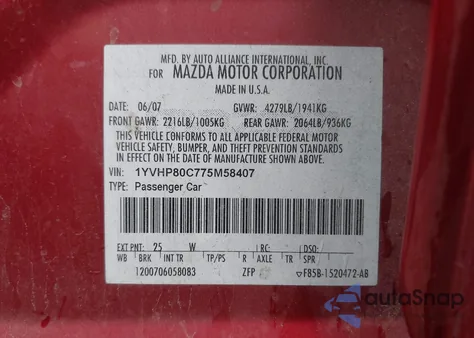 MFD. BY AUTO ALLIANCE INTERNATIONAL, INC.
FOR MAZDA MOTOR CORPORATION
MADE IN U.S.A.
DATE: 06/07 GVWR: 4279LB/1941KG
FRONT GAWR: 2216LB/1005KG REAR GAWR: 2064LB/936KG
THIS VEHICLE CONFORMS TO ALL APPLICABLE FEDERAL MOTOR
VEHICLE SAFETY, BUMPER, AND THEFT PREVENTION STANDARDS
IN EFFECT ON THE DATE OF MANUFACTURE SHOWN ABOVE.
VIN: 1YVHP80C775M58407
TYPE: Passenger Car
EXT PNT: 25 W RC: DSO:
WB BRK INT TR TP/PS R AXLE TR SPR
1200706058083 ZFP F85B-1520472-AB
autaSnap